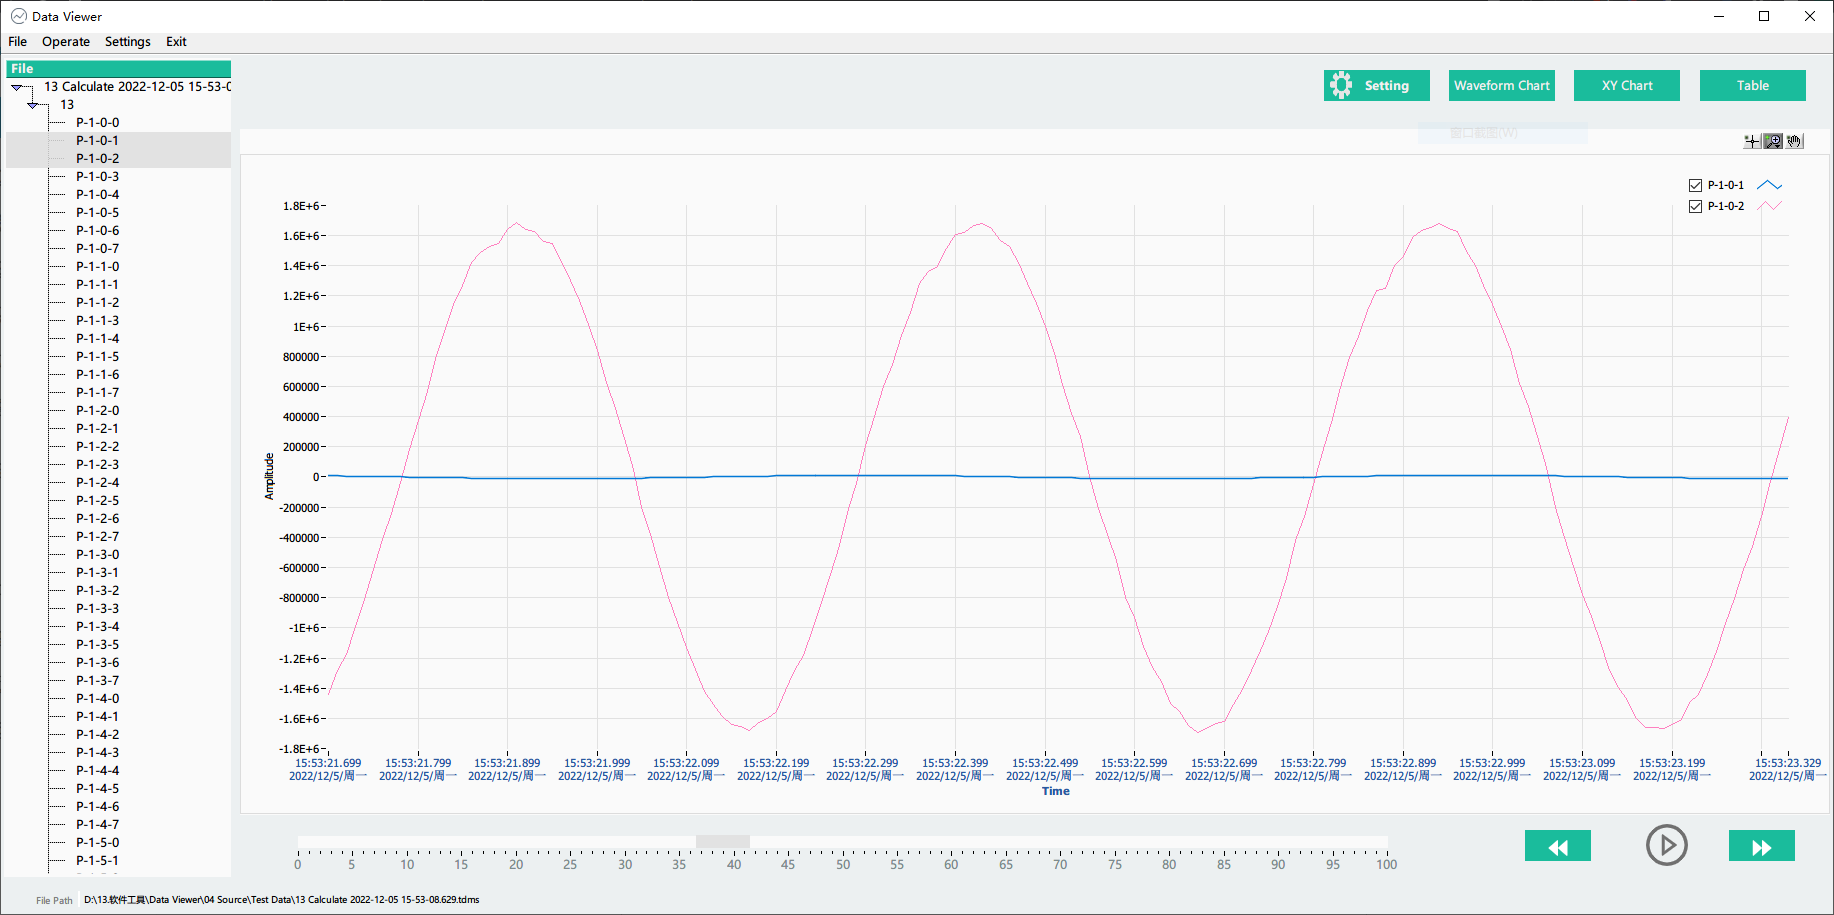 Data Viewer
File Operate Settings Exit
File
13 Calculate 2022-12-05 15-53-0
13
P-1-0-0
P-1-0-1
P-1-0-2
P-1-0-3
P-1-0-4
P-1-0-5
P-1-0-6
P-1-0-7
P-1-1-0
P-1-1-1
P-1-1-2
P-1-1-3
P-1-1-4
P-1-1-5
P-1-1-6
P-1-1-7
P-1-2-0
P-1-2-1
P-1-2-2
P-1-2-3
P-1-2-4
P-1-2-5
P-1-2-6
P-1-2-7
P-1-3-0
P-1-3-1
P-1-3-2
P-1-3-3
P-1-3-4
P-1-3-5
P-1-3-6
P-1-3-7
P-1-4-0
P-1-4-1
P-1-4-2
P-1-4-3
P-1-4-4
P-1-4-5
P-1-4-6
P-1-4-7
P-1-5-0
P-1-5-1
Setting Waveform Chart XY Chart Table
窗口截图(W)
P-1-0-1
P-1-0-2
1.8E+6
1.6E+6
1.4E+6
1.2E+6
1E+6
800000
600000
400000
200000
0
-200000
-400000
-600000
-800000
-1E+6
-1.2E+6
-1.4E+6
-1.6E+6
-1.8E+6
Amplitude
15:53:21.699 15:53:21.799 15:53:21.899 15:53:21.999 15:53:22.099 15:53:22.199 15:53:22.299 15:53:22.399 15:53:22.499 15:53:22.599 15:53:22.699 15:53:22.799 15:53:22.899 15:53:22.999 15:53:23.099 15:53:23.199 15:53:23.329
2022/12/5/周一 2022/12/5/周一 2022/12/5/周一 2022/12/5/周一 2022/12/5/周一 2022/12/5/周一 2022/12/5/周一 2022/12/5/周一 2022/12/5/周一 2022/12/5/周一 2022/12/5/周一 2022/12/5/周一 2022/12/5/周一 2022/12/5/周一 2022/12/5/周一 2022/12/5/周一 2022/12/5/周一
Time
0 5 10 15 20 25 30 35 40 45 50 55 60 65 70 75 80 85 90 95 100
File Path D:\13.软件工具\Data Viewer\04 Source\Test Data\13 Calculate 2022-12-05 15-53-08.629.tdms